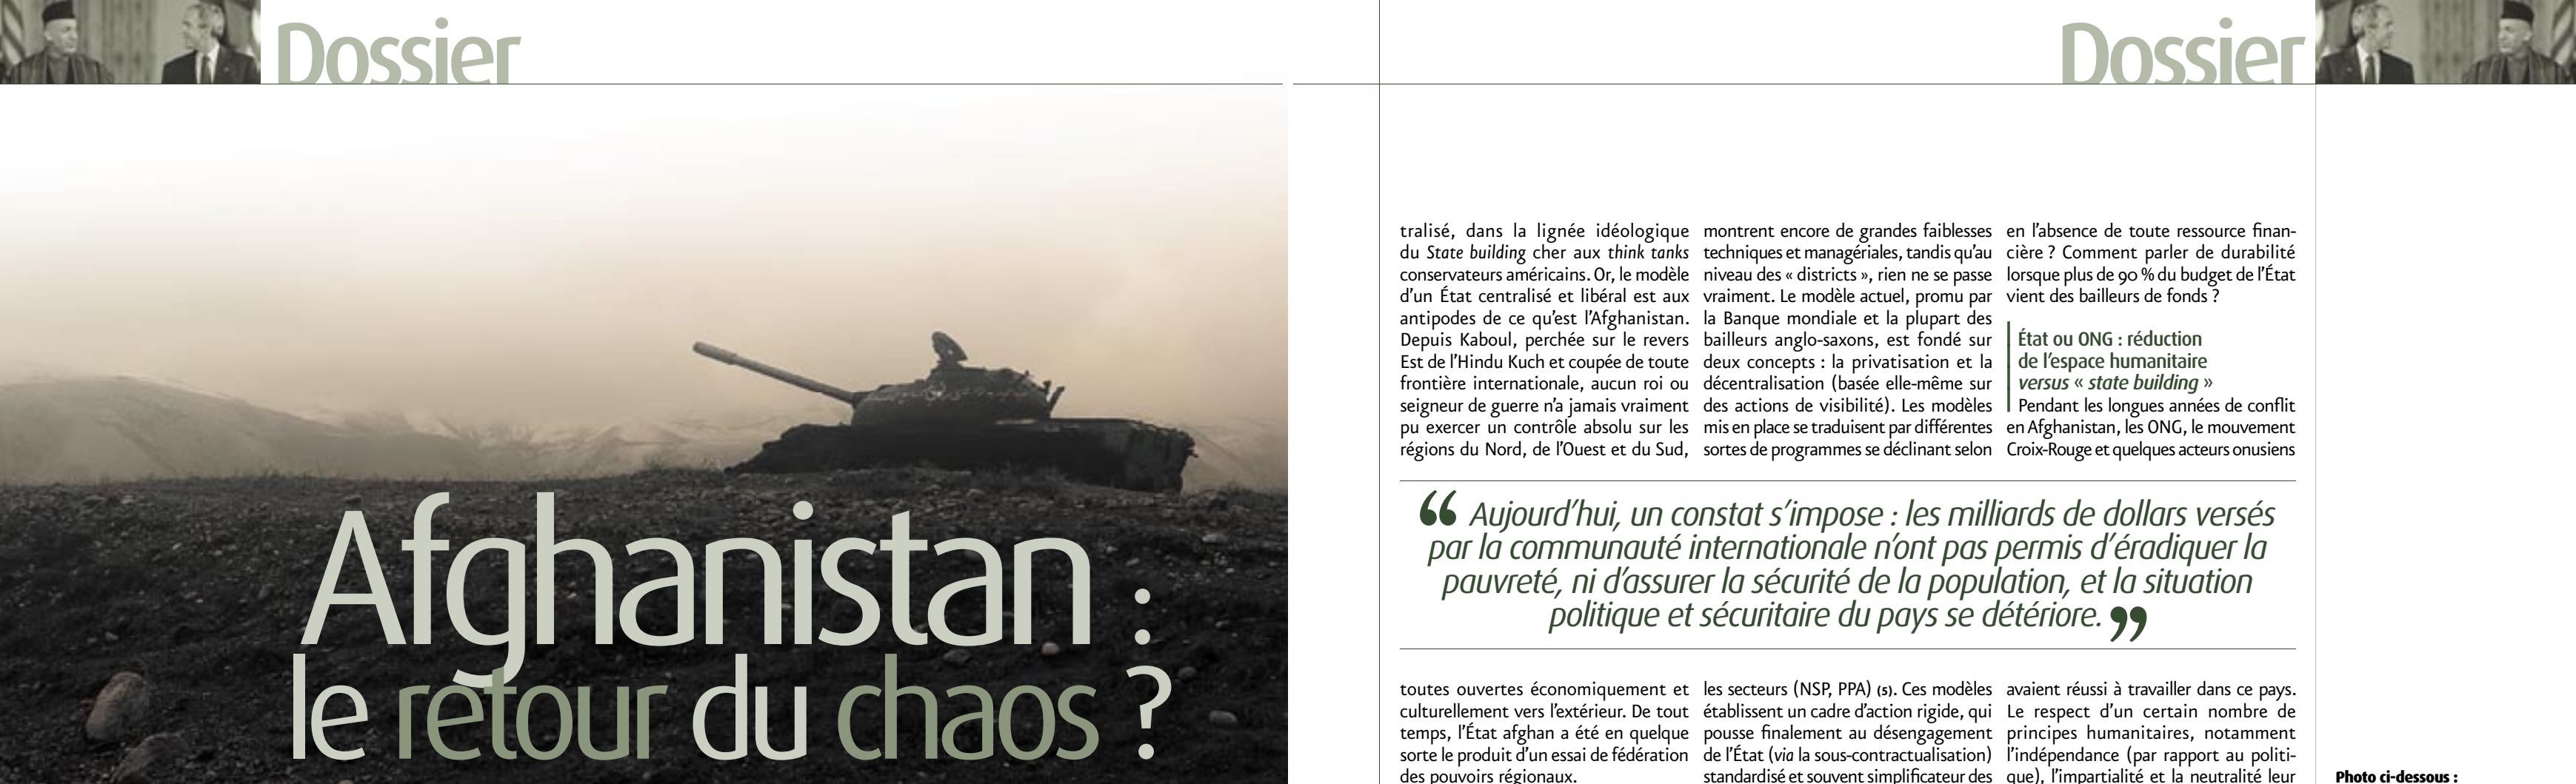 Dossier
Afghanistan :
le retour du chaos ?
Dossier
tralisé, dans la lignée idéologique
du State building cher aux think tanks
conservateurs américains. Or, le modèle
d'un État centralisé et libéral est aux
antipodes de ce qu'est l'Afghanistan.
Depuis Kaboul, perchée sur le revers
Est de l'Hindu Kuch et coupée de toute
frontière internationale, aucun roi ou
seigneur de guerre n'a jamais vraiment
pu exercer un contrôle absolu sur les
régions du Nord, de l'Ouest et du Sud,
montrent encore de grandes faiblesses
techniques et managériales, tandis qu'au
niveau des « districts », rien ne se passe
vraiment. Le modèle actuel, promu par
la Banque mondiale et la plupart des
bailleurs anglo-saxons, est fondé sur
deux concepts : la privatisation et la
décentralisation (basée elle-même sur
des actions de visibilité). Les modèles
mis en place se traduisent par différentes
sortes de programmes se déclinant selon
en l'absence de toute ressource finan-
cière ? Comment parler de durabilité
lorsque plus de 90 % du budget de l'État
vient des bailleurs de fonds ?
État ou ONG : réduction
de l'espace humanitaire
versus « state building »
Pendant les longues années de conflit
en Afghanistan, les ONG, le mouvement
Croix-Rouge et quelques acteurs onusiens
“ Aujourd'hui, un constat s'impose : les milliards de dollars versés
par la communauté internationale n'ont pas permis d'éradiquer la
pauvreté, ni d'assurer la sécurité de la population, et la situation
politique et sécuritaire du pays se détériore. ”
toutes ouvertes économiquement et
culturellement vers l'extérieur. De tout
temps, l'État afghan a été en quelque
sorte le produit d'un essai de fédération
des pouvoirs régionaux.
les secteurs (NSP, PPA) (5). Ces modèles
établissent un cadre d'action rigide, qui
pousse finalement au désengagement
de l'État (via la sous-contractualisation)
standardisé et souvent simplificateur des
avaient réussi à travailler dans ce pays.
Le respect d'un certain nombre de
principes humanitaires, notamment
l'indépendance (par rapport au politi-
que), l'impartialité et la neutralité leur
Photo ci-dessous :